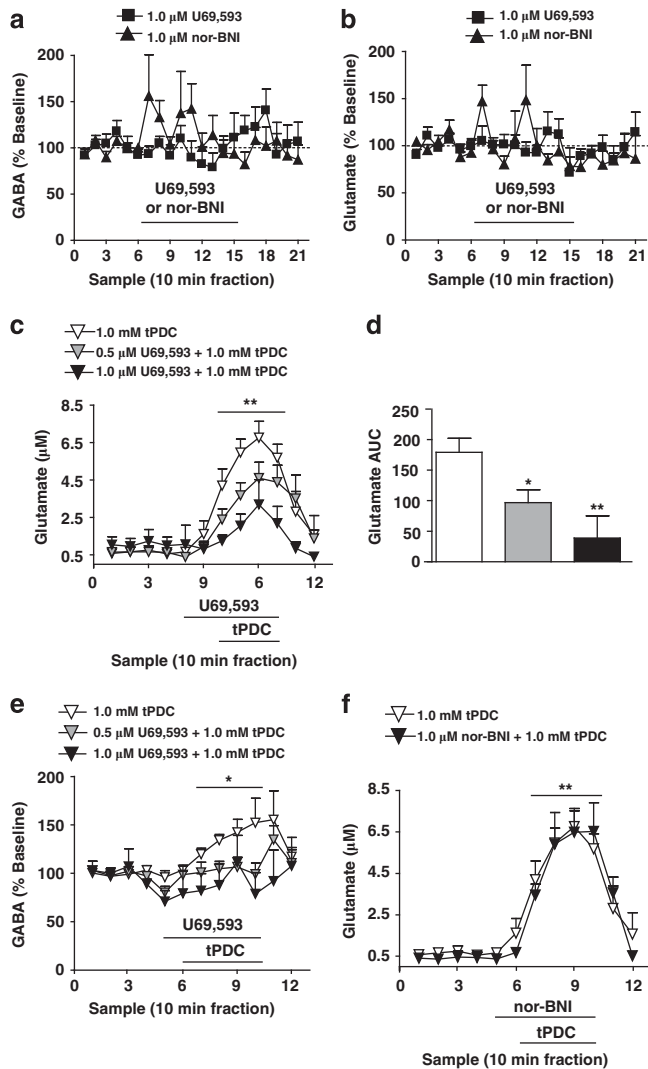 a
1.0 μM U69,593
1.0 μM nor-BNI
GABA (% Baseline)
200
150
100
50
0
U69,593
or nor-BNI
0 3 6 9 12 15 18 21
Sample (10 min fraction)
b
1.0 μM U69,593
1.0 μM nor-BNI
Glutamate (% Baseline)
200
150
100
50
0
U69,593
or nor-BNI
0 3 6 9 12 15 18 21
Sample (10 min fraction)
c
1.0 mM tPDC
0.5 μM U69,593 + 1.0 mM tPDC
1.0 μM U69,593 + 1.0 mM tPDC
Glutamate (μM)
8.5
6.5
4.5
2.5
0.5
**
0 3 9 6 12
U69,593
tPDC
Sample (10 min fraction)
d
Glutamate AUC
250
200
150
100
50
0
*
**
e
1.0 mM tPDC
0.5 μM U69,593 + 1.0 mM tPDC
1.0 μM U69,593 + 1.0 mM tPDC
GABA (% Baseline)
200
150
100
50
0
*
U69,593
tPDC
0 3 6 9 12
Sample (10 min fraction)
f
1.0 mM tPDC
1.0 μM nor-BNI + 1.0 mM tPDC
Glutamate (μM)
8.5
6.5
4.5
2.5
0.5
**
0 3 6 9 12
nor-BNI
tPDC
Sample (10 min fraction)